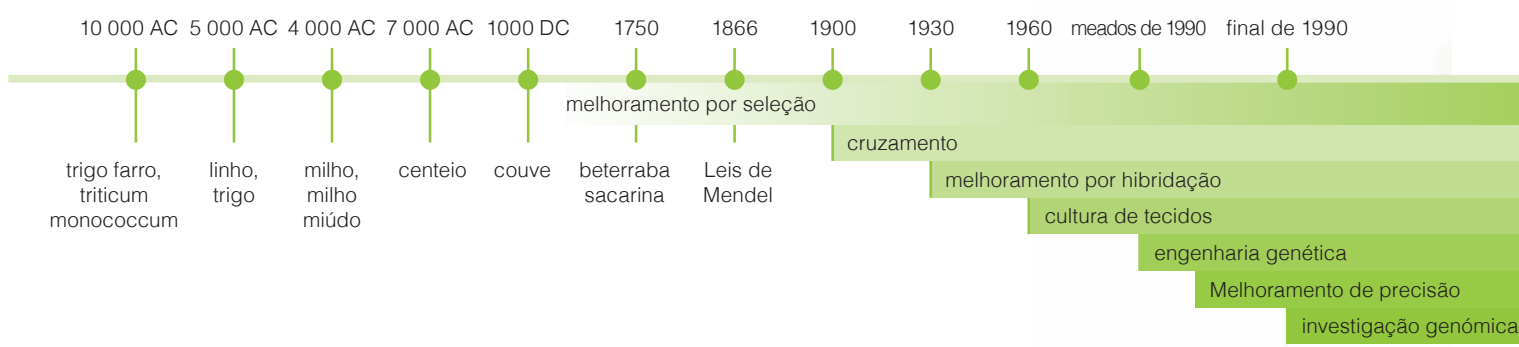 10 000 AC 5 000 AC 4 000 AC 7 000 AC 1000 DC 1750 1866 1900 1930 1960 meados de 1990 final de 1990
melhoramento por seleção
cruzamento
trigo farro,
triticum
monococcum
linho,
trigo
milho,
milho
miúdo
centeio
couve
beterraba
sacarina
Leis de
Mendel
melhoramento por hibridação
cultura de tecidos
engenharia genética
Melhoramento de precisão
investigação genómica